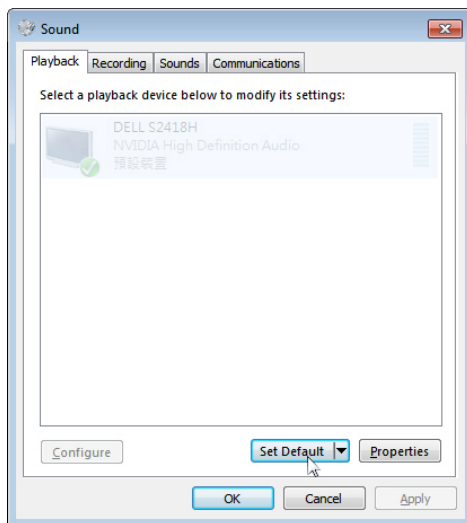 Sound
Playback Recording Sounds Communications
Select a playback device below to modify its settings:
DELL S2418H
NVIDIA High Definition Audio
預設裝置
Configure Set Default Properties
OK Cancel Apply